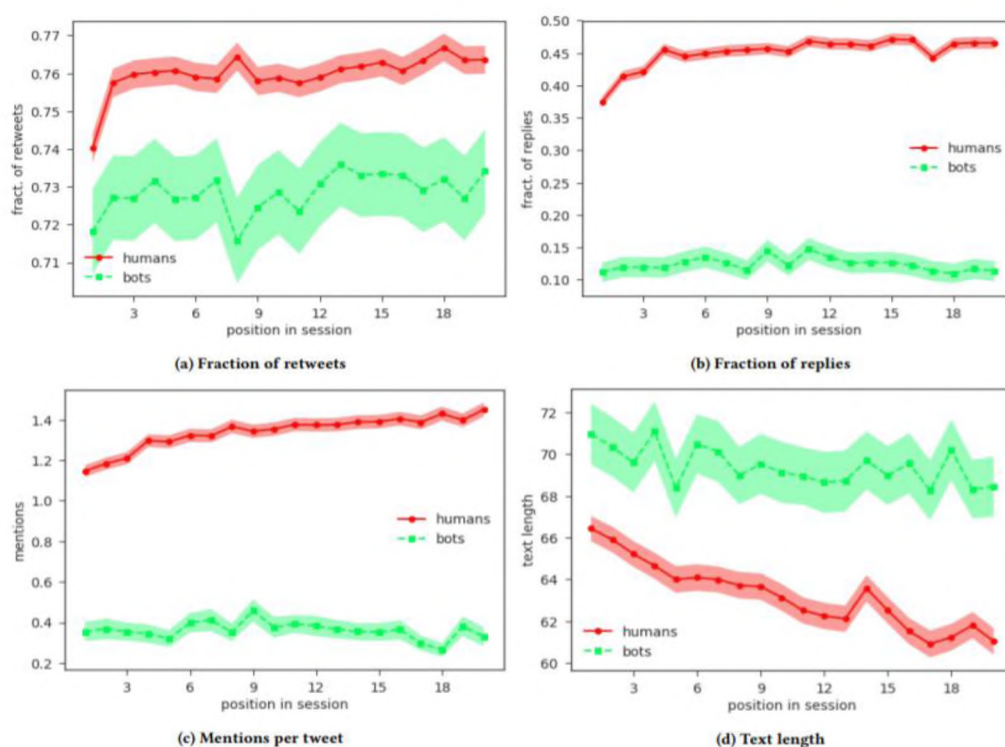 0.77
0.76
0.75
0.74
0.73
0.72
0.71
fract. of retweets
humans
bots
3 6 9 12 15 18
position in session
(a) Fraction of retweets
0.50
0.45
0.40
0.35
0.30
0.25
0.20
0.15
0.10
fract. of replies
humans
bots
3 6 9 12 15 18
position in session
(b) Fraction of replies
1.4
1.2
1.0
0.8
0.6
0.4
0.2
mentions
humans
bots
3 6 9 12 15 18
position in session
(c) Mentions per tweet
72
70
68
66
64
62
60
text length
humans
bots
3 6 9 12 15 18
position in session
(d) Text length